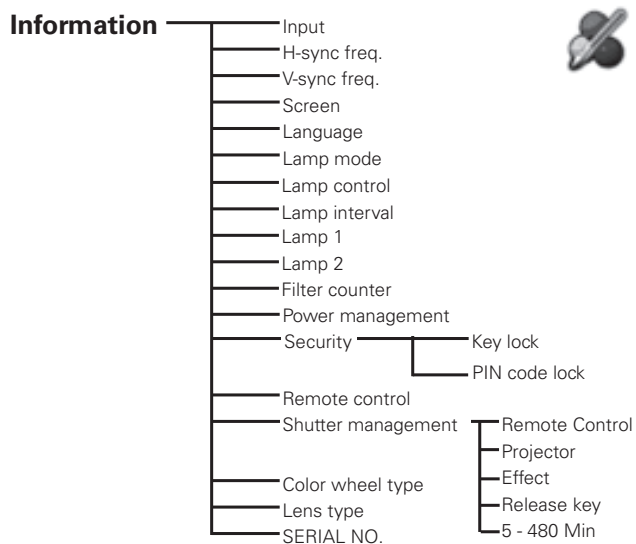 Information
Input
H-sync freq.
V-sync freq.
Screen
Language
Lamp mode
Lamp control
Lamp interval
Lamp 1
Lamp 2
Filter counter
Power management
Security
Key lock
PIN code lock
Remote control
Shutter management
Remote Control
Projector
Effect
Release key
5 - 480 Min
Color wheel type
Lens type
SERIAL NO.